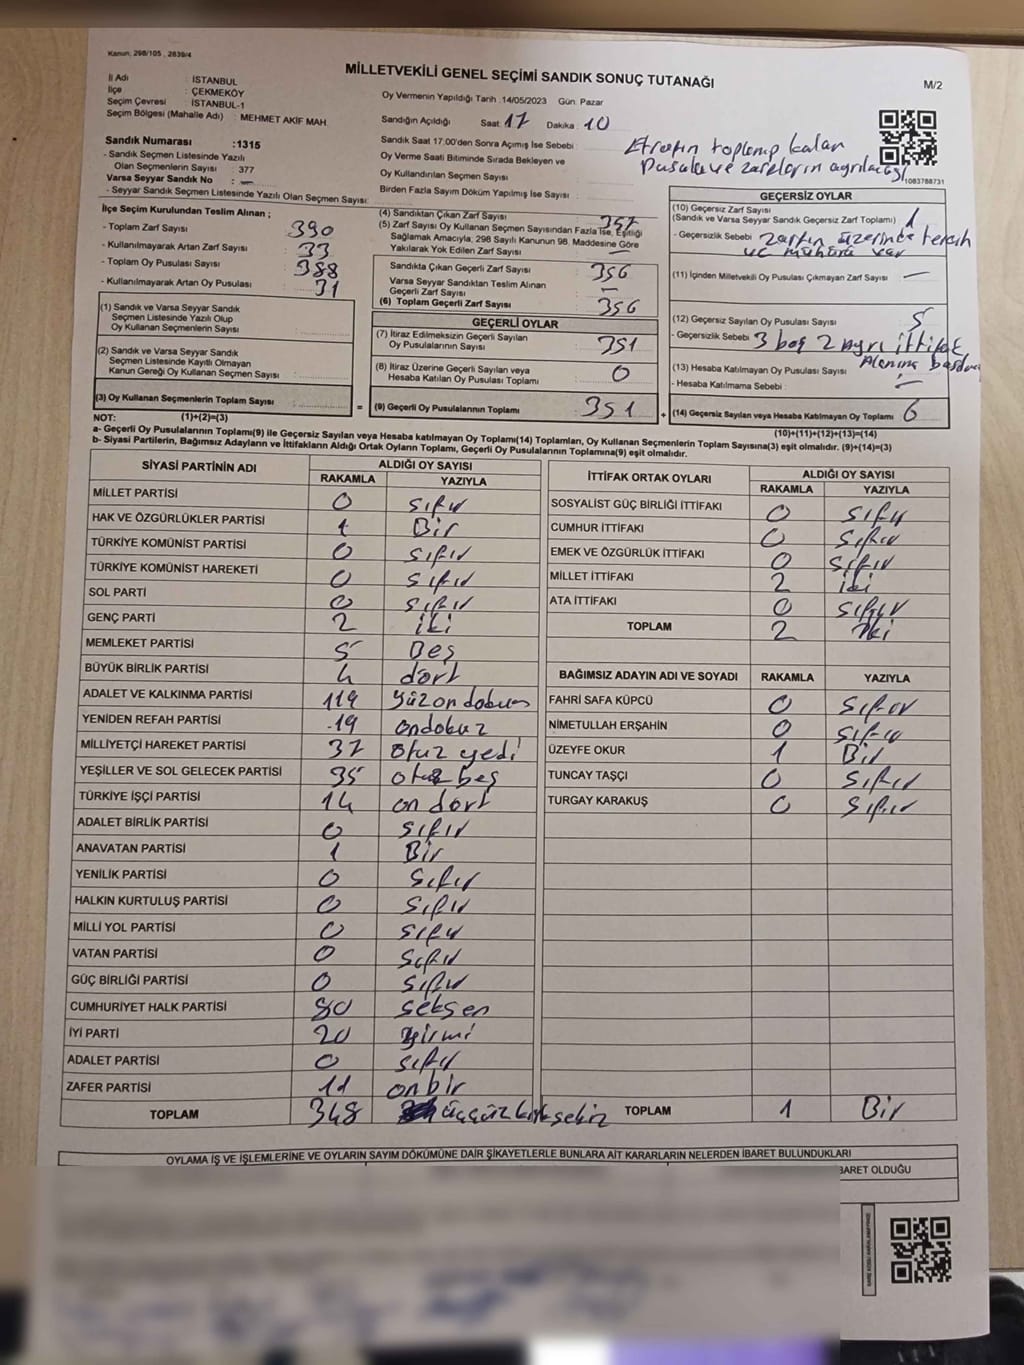 Kanun, 298/105 , 2839/4
MİLLETVEKİLİ GENEL SEÇİMİ SANDIK SONUÇ TUTANAĞI
M/2
İl Adı : İSTANBUL
İlçe : ÇEKMEKÖY
Seçim Çevresi : İSTANBUL-1
Seçim Bölgesi (Mahalle Adı) : MEHMET AKİF MAH.
Oy Vermenin Yapıldığı Tarih :14/05/2023 Gün: Pazar
Sandığın Açıldığı Saat: 17 Dakika: 10
Sandık Numarası :1315
- Sandık Seçmen Listesinde Yazılı
Olan Seçmenlerin Sayısı : 377
Varsa Seyyar Sandık No : —
- Seyyar Sandık Seçmen Listesinde Yazılı Olan Seçmen Sayısı:
Sandık Saat 17:00'den Sonra Açılmış İse Sebebi :
Etrafın toplanıp kalan
pusula ve zarfların ayrılacağı
Oy Verme Saati Bitiminde Sırada Bekleyen ve
Oy Kullandırılan Seçmen Sayısı :
Birden Fazla Sayım Döküm Yapılmış İse Sayısı :
1083788731
İlçe Seçim Kurulundan Teslim Alınan ;
- Toplam Zarf Sayısı : 390
- Kullanılmayarak Artan Zarf Sayısı : 33
- Toplam Oy Pusulası Sayısı : 388
- Kullanılmayarak Artan Oy Pusulası : 31
(1) Sandık ve Varsa Seyyar Sandık
Seçmen Listesinde Yazılı Olup
Oy Kullanan Seçmenlerin Sayısı :
(2) Sandık ve Varsa Seyyar Sandık
Seçmen Listesinde Kayıtlı Olmayan
Kanun Gereği Oy Kullanan Seçmen Sayısı :
(3) Oy Kullanan Seçmenlerin Toplam Sayısı :
(4) Sandıktan Çıkan Zarf Sayısı : 357
(5) Zarf Sayısı Oy Kullanan Seçmen Sayısından Fazla İse, Eşitliği
Sağlamak Amacıyla; 298 Sayılı Kanunun 98. Maddesine Göre
Yakılarak Yok Edilen Zarf Sayısı : —
Sandıkta Çıkan Geçerli Zarf Sayısı : 356
Varsa Seyyar Sandıktan Teslim Alınan
Geçerli Zarf Sayısı : —
(6) Toplam Geçerli Zarf Sayısı : 356
GEÇERLİ OYLAR
(7) İtiraz Edilmeksizin Geçerli Sayılan
Oy Pusulalarının Sayısı : 351
(8) İtiraz Üzerine Geçerli Sayılan veya
Hesaba Katılan Oy Pusulası Toplamı : 0
= (9) Geçerli Oy Pusulalarının Toplamı : 351 +
GEÇERSİZ OYLAR
(10) Geçersiz Zarf Sayısı
(Sandık ve Varsa Seyyar Sandık Geçersiz Zarf Toplamı) : 1
- Geçersizlik Sebebi : Zarfın üzerinde tercih
ve mühürü var
(11) İçinden Milletvekili Oy Pusulası Çıkmayan Zarf Sayısı : —
(12) Geçersiz Sayılan Oy Pusulası Sayısı : 5
- Geçersizlik Sebebi : 3 boş 2 ayrı ittifak
Alanına
(13) Hesaba Katılmayan Oy Pusulası Sayısı : —
- Hesaba Katılmama Sebebi :
(14) Geçersiz Sayılan veya Hesaba Katılmayan Oy Toplamı : 6
NOT: (1)+(2)=(3)
(10)+(11)+(12)+(13)=(14)
a- Geçerli Oy Pusulalarının Toplamı(9) ile Geçersiz Sayılan veya Hesaba katılmayan Oy Toplamı(14) Toplamları, Oy Kullanan Seçmenlerin Toplam Sayısına(3) eşit olmalıdır. (9)+(14)=(3)
b- Siyasi Partilerin, Bağımsız Adayların ve İttifakların Aldığı Ortak Oyların Toplamı, Geçerli Oy Pusulalarının Toplamına(9) eşit olmalıdır.
SİYASİ PARTİNİN ADI ALDIĞI OY SAYISI
RAKAMLA YAZIYLA
MİLLET PARTİSİ 0 sıfır
HAK VE ÖZGÜRLÜKLER PARTİSİ 1 Bir
TÜRKİYE KOMÜNİST PARTİSİ 0 sıfır
TÜRKİYE KOMÜNİST HAREKETİ 0 sıfır
SOL PARTİ 0 sıfır
GENÇ PARTİ 2 iki
MEMLEKET PARTİSİ 5 Beş
BÜYÜK BİRLİK PARTİSİ 4 dört
ADALET VE KALKINMA PARTİSİ 119 yüzondokuz
YENİDEN REFAH PARTİSİ 19 ondokuz
MİLLİYETÇİ HAREKET PARTİSİ 37 otuz yedi
YEŞİLLER VE SOL GELECEK PARTİSİ 35 otuz beş
TÜRKİYE İŞÇİ PARTİSİ 14 on dört
ADALET BİRLİK PARTİSİ 0 sıfır
ANAVATAN PARTİSİ 1 Bir
YENİLİK PARTİSİ 0 sıfır
HALKIN KURTULUŞ PARTİSİ 0 sıfır
MİLLİ YOL PARTİSİ 0 sıfır
VATAN PARTİSİ 0 sıfır
GÜÇ BİRLİĞİ PARTİSİ 0 sıfır
CUMHURİYET HALK PARTİSİ 80 seksen
İYİ PARTİ 20 yirmi
ADALET PARTİSİ 0 sıfır
ZAFER PARTİSİ 11 onbir
TOPLAM 348 üçyüzkırksekiz
İTTİFAK ORTAK OYLARI ALDIĞI OY SAYISI
RAKAMLA YAZIYLA
SOSYALİST GÜÇ BİRLİĞİ İTTİFAKI 0 sıfır
CUMHUR İTTİFAKI 0 sıfır
EMEK VE ÖZGÜRLÜK İTTİFAKI 0 sıfır
MİLLET İTTİFAKI 2 iki
ATA İTTİFAKI 0 sıfır
TOPLAM 2 iki
BAĞIMSIZ ADAYIN ADI VE SOYADI RAKAMLA YAZIYLA
FAHRİ SAFA KÜPCÜ 0 sıfır
NİMETULLAH ERŞAHİN 0 sıfır
ÜZEYFE OKUR 1 Bir
TUNCAY TAŞÇI 0 sıfır
TURGAY KARAKUŞ 0 sıfır
TOPLAM 1 Bir
OYLAMA İŞ VE İŞLEMLERİNE VE OYLARIN SAYIM DÖKÜMÜNE DAİR ŞİKAYETLERLE BUNLARA AİT KARARLARIN NELERDEN İBARET BULUNDUKLARI
BARET OLDUĞU